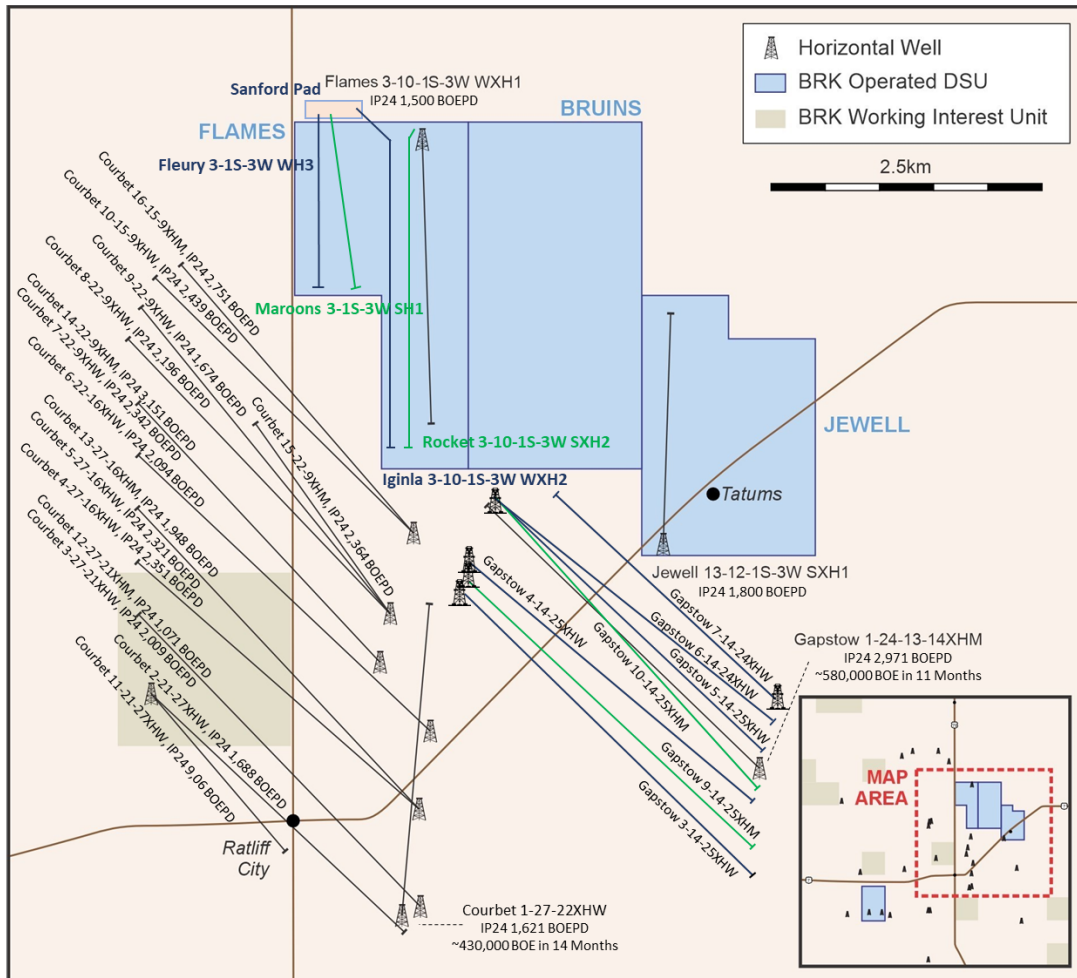 Horizontal Well
BRK Operated DSU
BRK Working Interest Unit
2.5km
Sanford Pad
Flames 3-10-1S-3W WXH1
IP24 1,500 BOEPD
BRUINS
FLAMES
Fleury 3-1S-3W WH3
Maroons 3-1S-3W SH1
Rocket 3-10-1S-3W SXH2
Iginla 3-10-1S-3W WXH2
JEWELL
Tatums
Jewell 13-12-1S-3W SXH1
IP24 1,800 BOEPD
Courbet 16-15-9XHM, IP24 2,751 BOEPD
Courbet 10-15-9XHW, IP24 2,439 BOEPD
Courbet 9-22-9XHW, IP24 1,674 BOEPD
Courbet 8-22-9XHW, IP24 2,196 BOEPD
Courbet 15-22-9XHM, IP24 2,364 BOEPD
Courbet 14-22-9XHM, IP24 3,151 BOEPD
Courbet 7-22-9XHW, IP24 2,342 BOEPD
Courbet 6-22-16XHW, IP24 2,094 BOEPD
Courbet 13-27-16XHM, IP24 1,948 BOEPD
Courbet 5-27-16XHW, IP24 2,321 BOEPD
Courbet 4-27-16XHW, IP24 2,351 BOEPD
Courbet 12-27-21XHM, IP24 1,071 BOEPD
Courbet 3-27-21XHW, IP24 2,009 BOEPD
Courbet 2-21-27XHW, IP24 1,688 BOEPD
Courbet 11-21-27XHW, IP24 9,06 BOEPD
Gapstow 7-14-24XHW
Gapstow 6-14-24XHW
Gapstow 5-14-25XHW
Gapstow 4-14-25XHW
Gapstow 10-14-25XHM
Gapstow 9-14-25XHM
Gapstow 3-14-25XHW
Gapstow 1-24-13-14XHM
IP24 2,971 BOEPD
~580,000 BOE in 11 Months
Ratliff
City
Courbet 1-27-22XHW
IP24 1,621 BOEPD
~430,000 BOE in 14 Months
MAP
AREA